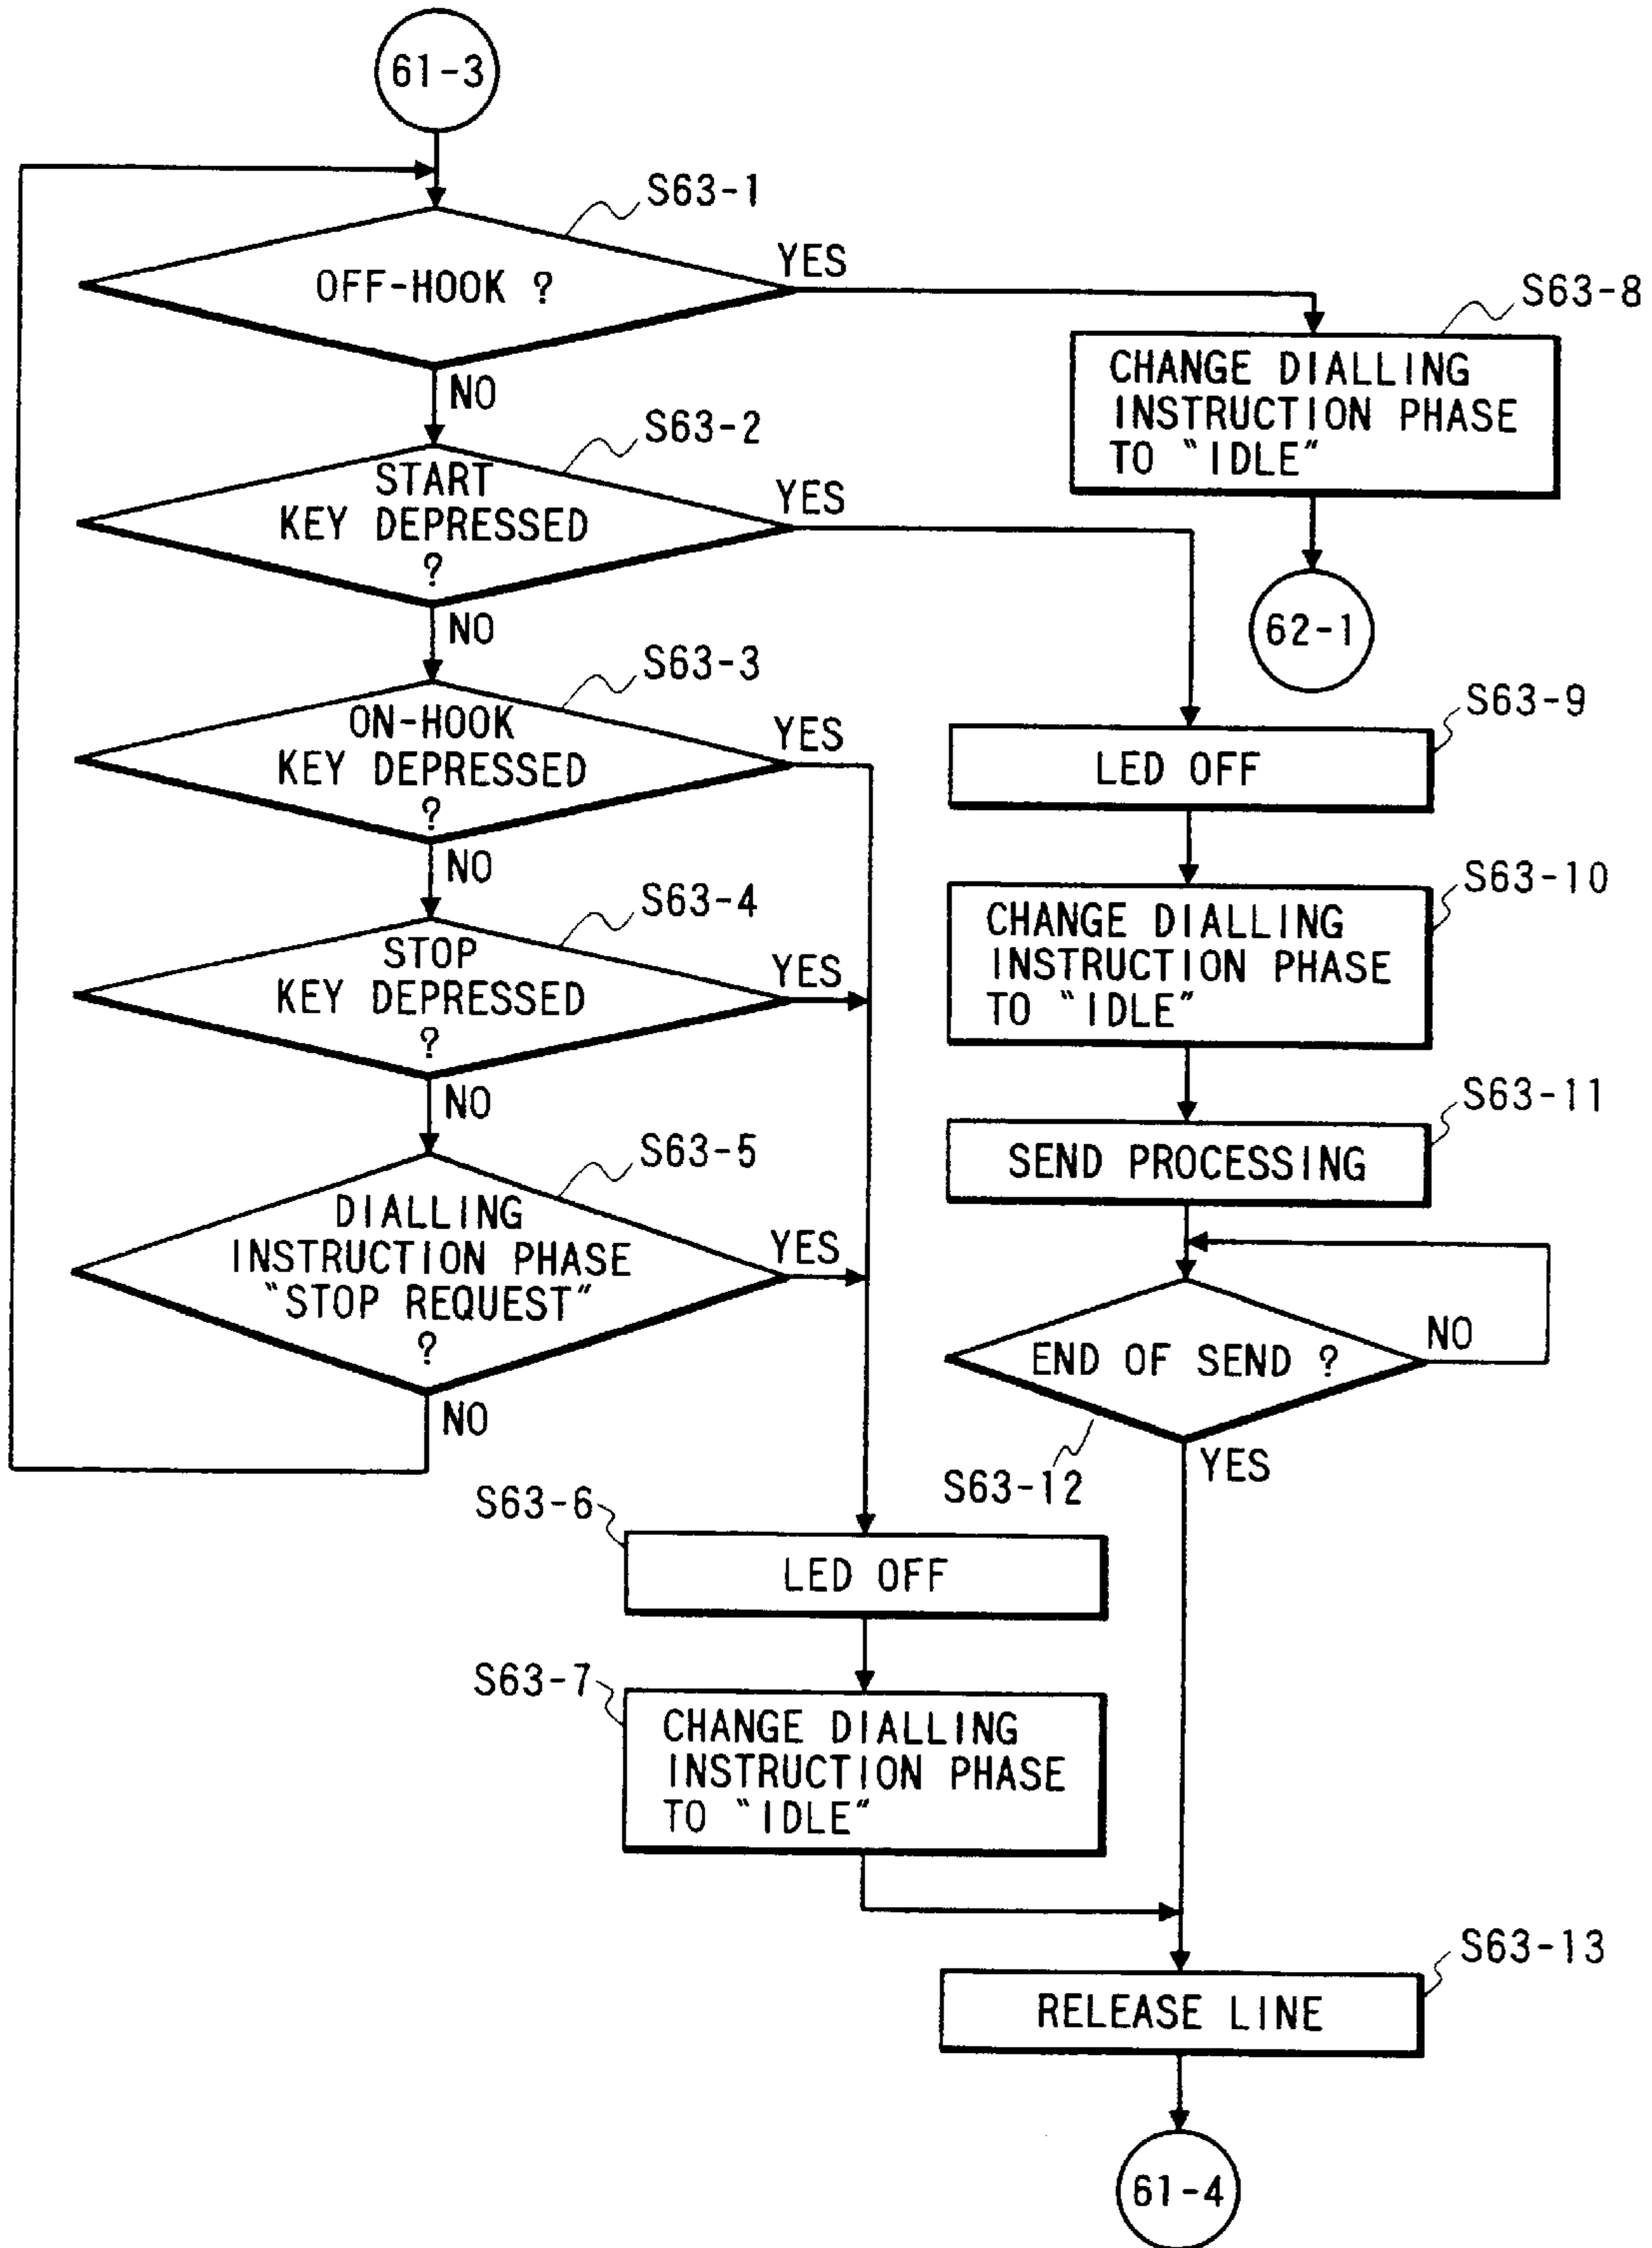 61-3
S63-1
OFF-HOOK ?
YES
NO
S63-8
CHANGE DIALLING
INSTRUCTION PHASE
TO "IDLE"
62-1
S63-2
START
KEY DEPRESSED
?
YES
NO
S63-3
ON-HOOK
KEY DEPRESSED
?
YES
NO
S63-4
STOP
KEY DEPRESSED
?
YES
NO
S63-5
DIALLING
INSTRUCTION PHASE
"STOP REQUEST"
?
YES
NO
S63-9
LED OFF
S63-10
CHANGE DIALLING
INSTRUCTION PHASE
TO "IDLE"
S63-11
SEND PROCESSING
END OF SEND ?
NO
S63-12
YES
S63-6
LED OFF
S63-7
CHANGE DIALLING
INSTRUCTION PHASE
TO "IDLE"
S63-13
RELEASE LINE
61-4